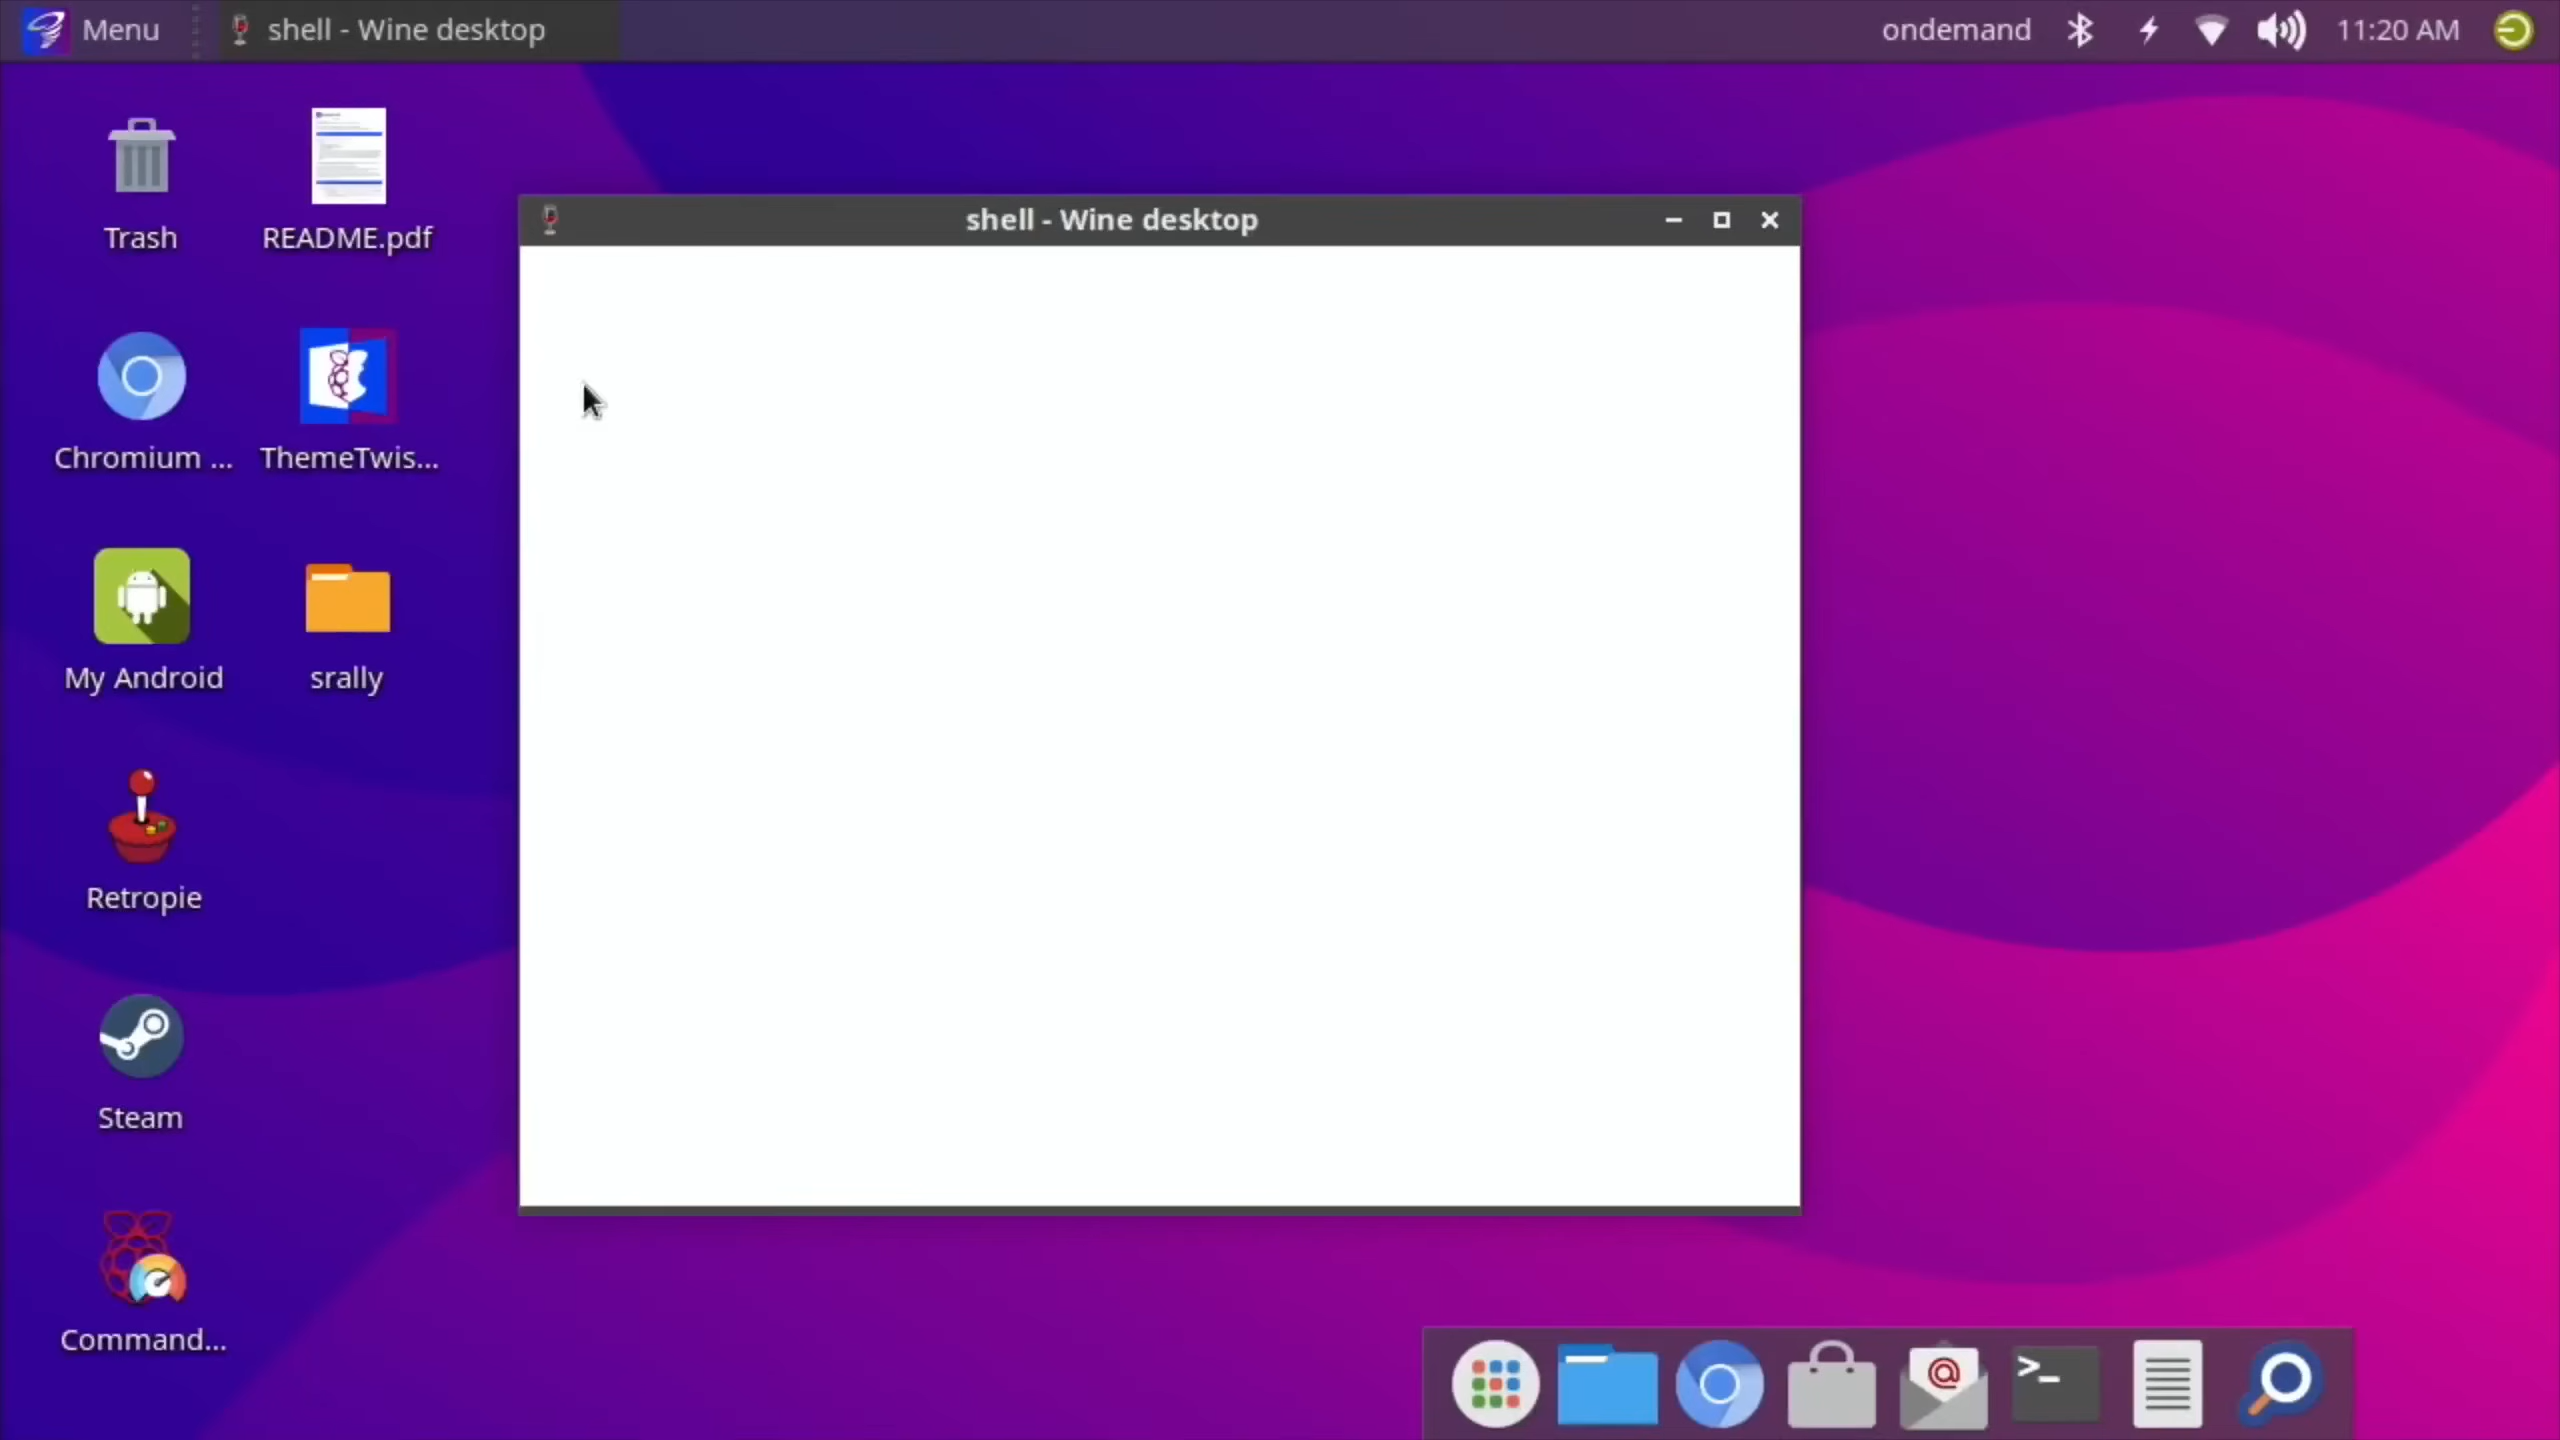 Menu
shell - Wine desktop
ondemand
11:20 AM
Trash
README.pdf
shell - Wine desktop
Chromium ...
ThemeTwis...
My Android
srally
Retropie
Steam
Command...
@
>_